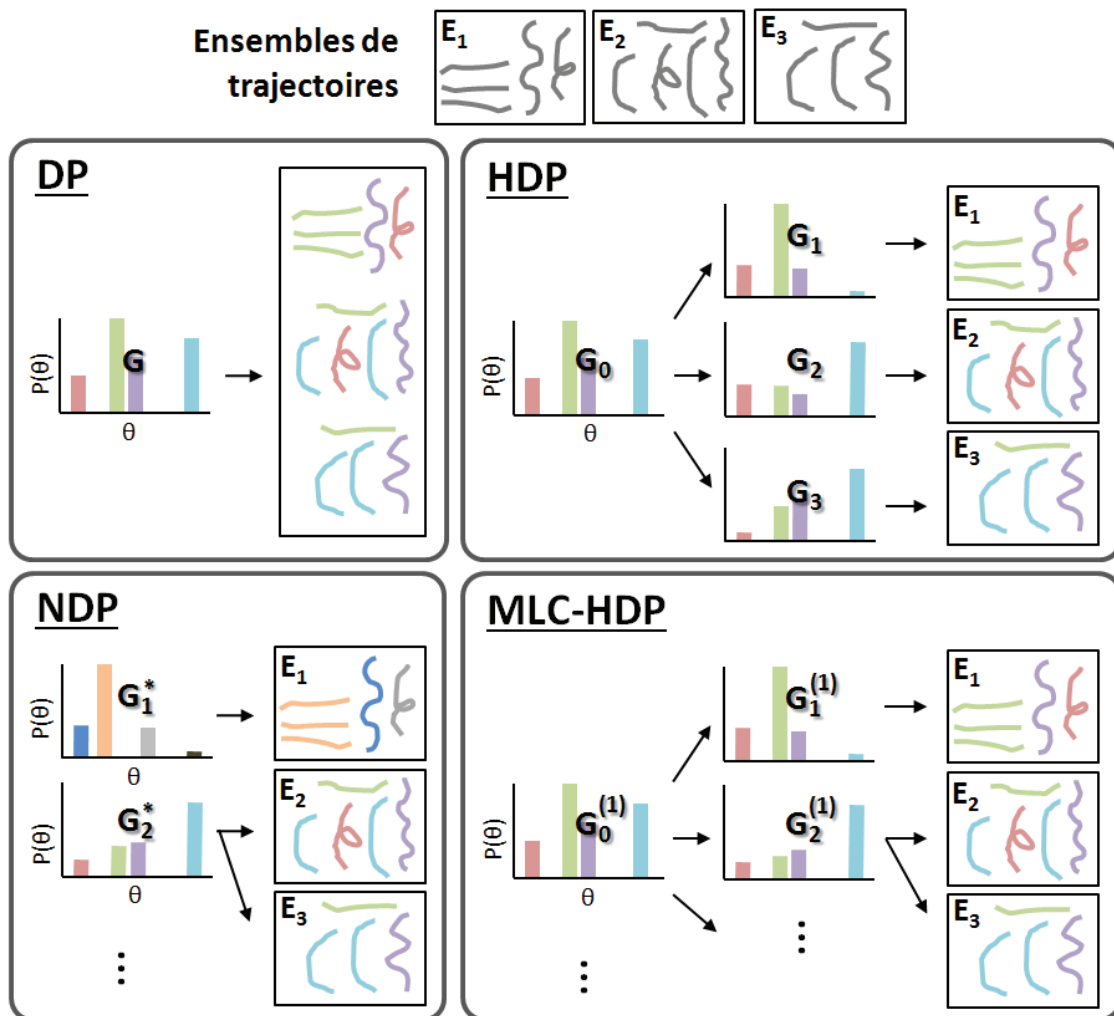 Ensembles de
trajectoires
E1
E2
E3
DP
P(θ)
G
θ
HDP
P(θ)
G0
θ
G1
G2
G3
E1
E2
E3
NDP
P(θ)
G1*
θ
P(θ)
G2*
θ
⋮
E1
E2
E3
MLC-HDP
P(θ)
G0(1)
θ
⋮
G1(1)
G2(1)
⋮
E1
E2
E3